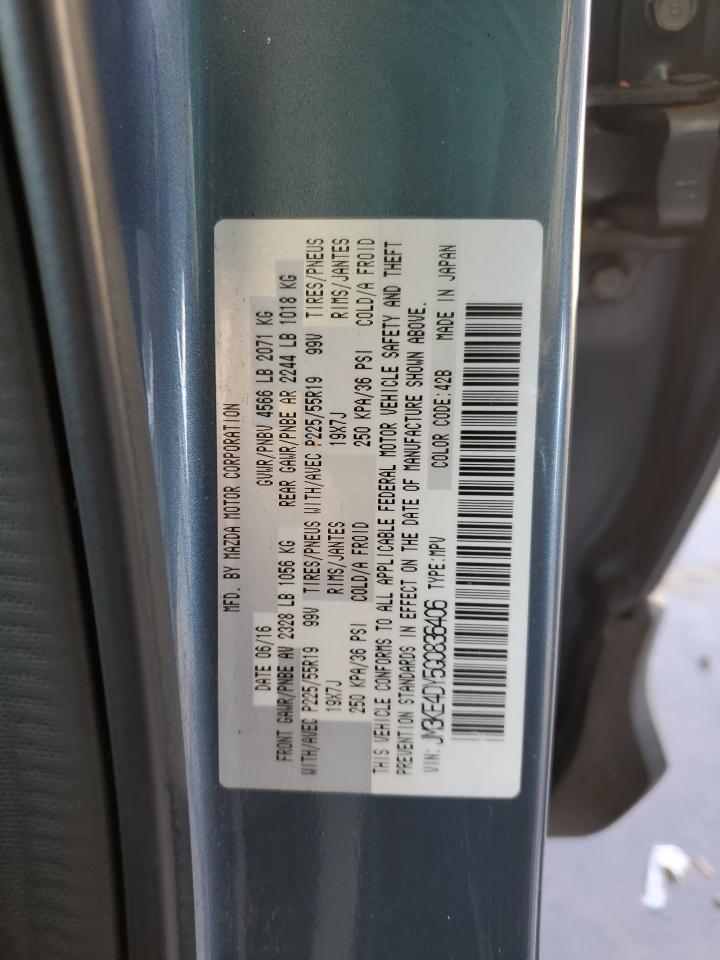 MFD. BY MAZDA MOTOR CORPORATION
DATE 06/16 GVWR/PNBV 4566 LB 2071 KG
FRONT GAWR/PNBE AV 2328 LB 1056 KG REAR GAWR/PNBE AR 2244 LB 1018 KG
WITH/AVEC P225/55R19 99V TIRES/PNEUS WITH/AVEC P225/55R19 99V TIRES/PNEUS
19X7J RIMS/JANTES 19X7J RIMS/JANTES
250 KPA/36 PSI COLD/A FROID 250 KPA/36 PSI COLD/A FROID
THIS VEHICLE CONFORMS TO ALL APPLICABLE FEDERAL MOTOR VEHICLE SAFETY AND THEFT
PREVENTION STANDARDS IN EFFECT ON THE DATE OF MANUFACTURE SHOWN ABOVE.
VIN: JM3KE4DY5G0836406 TYPE:MPV COLOR CODE:42B MADE IN JAPAN